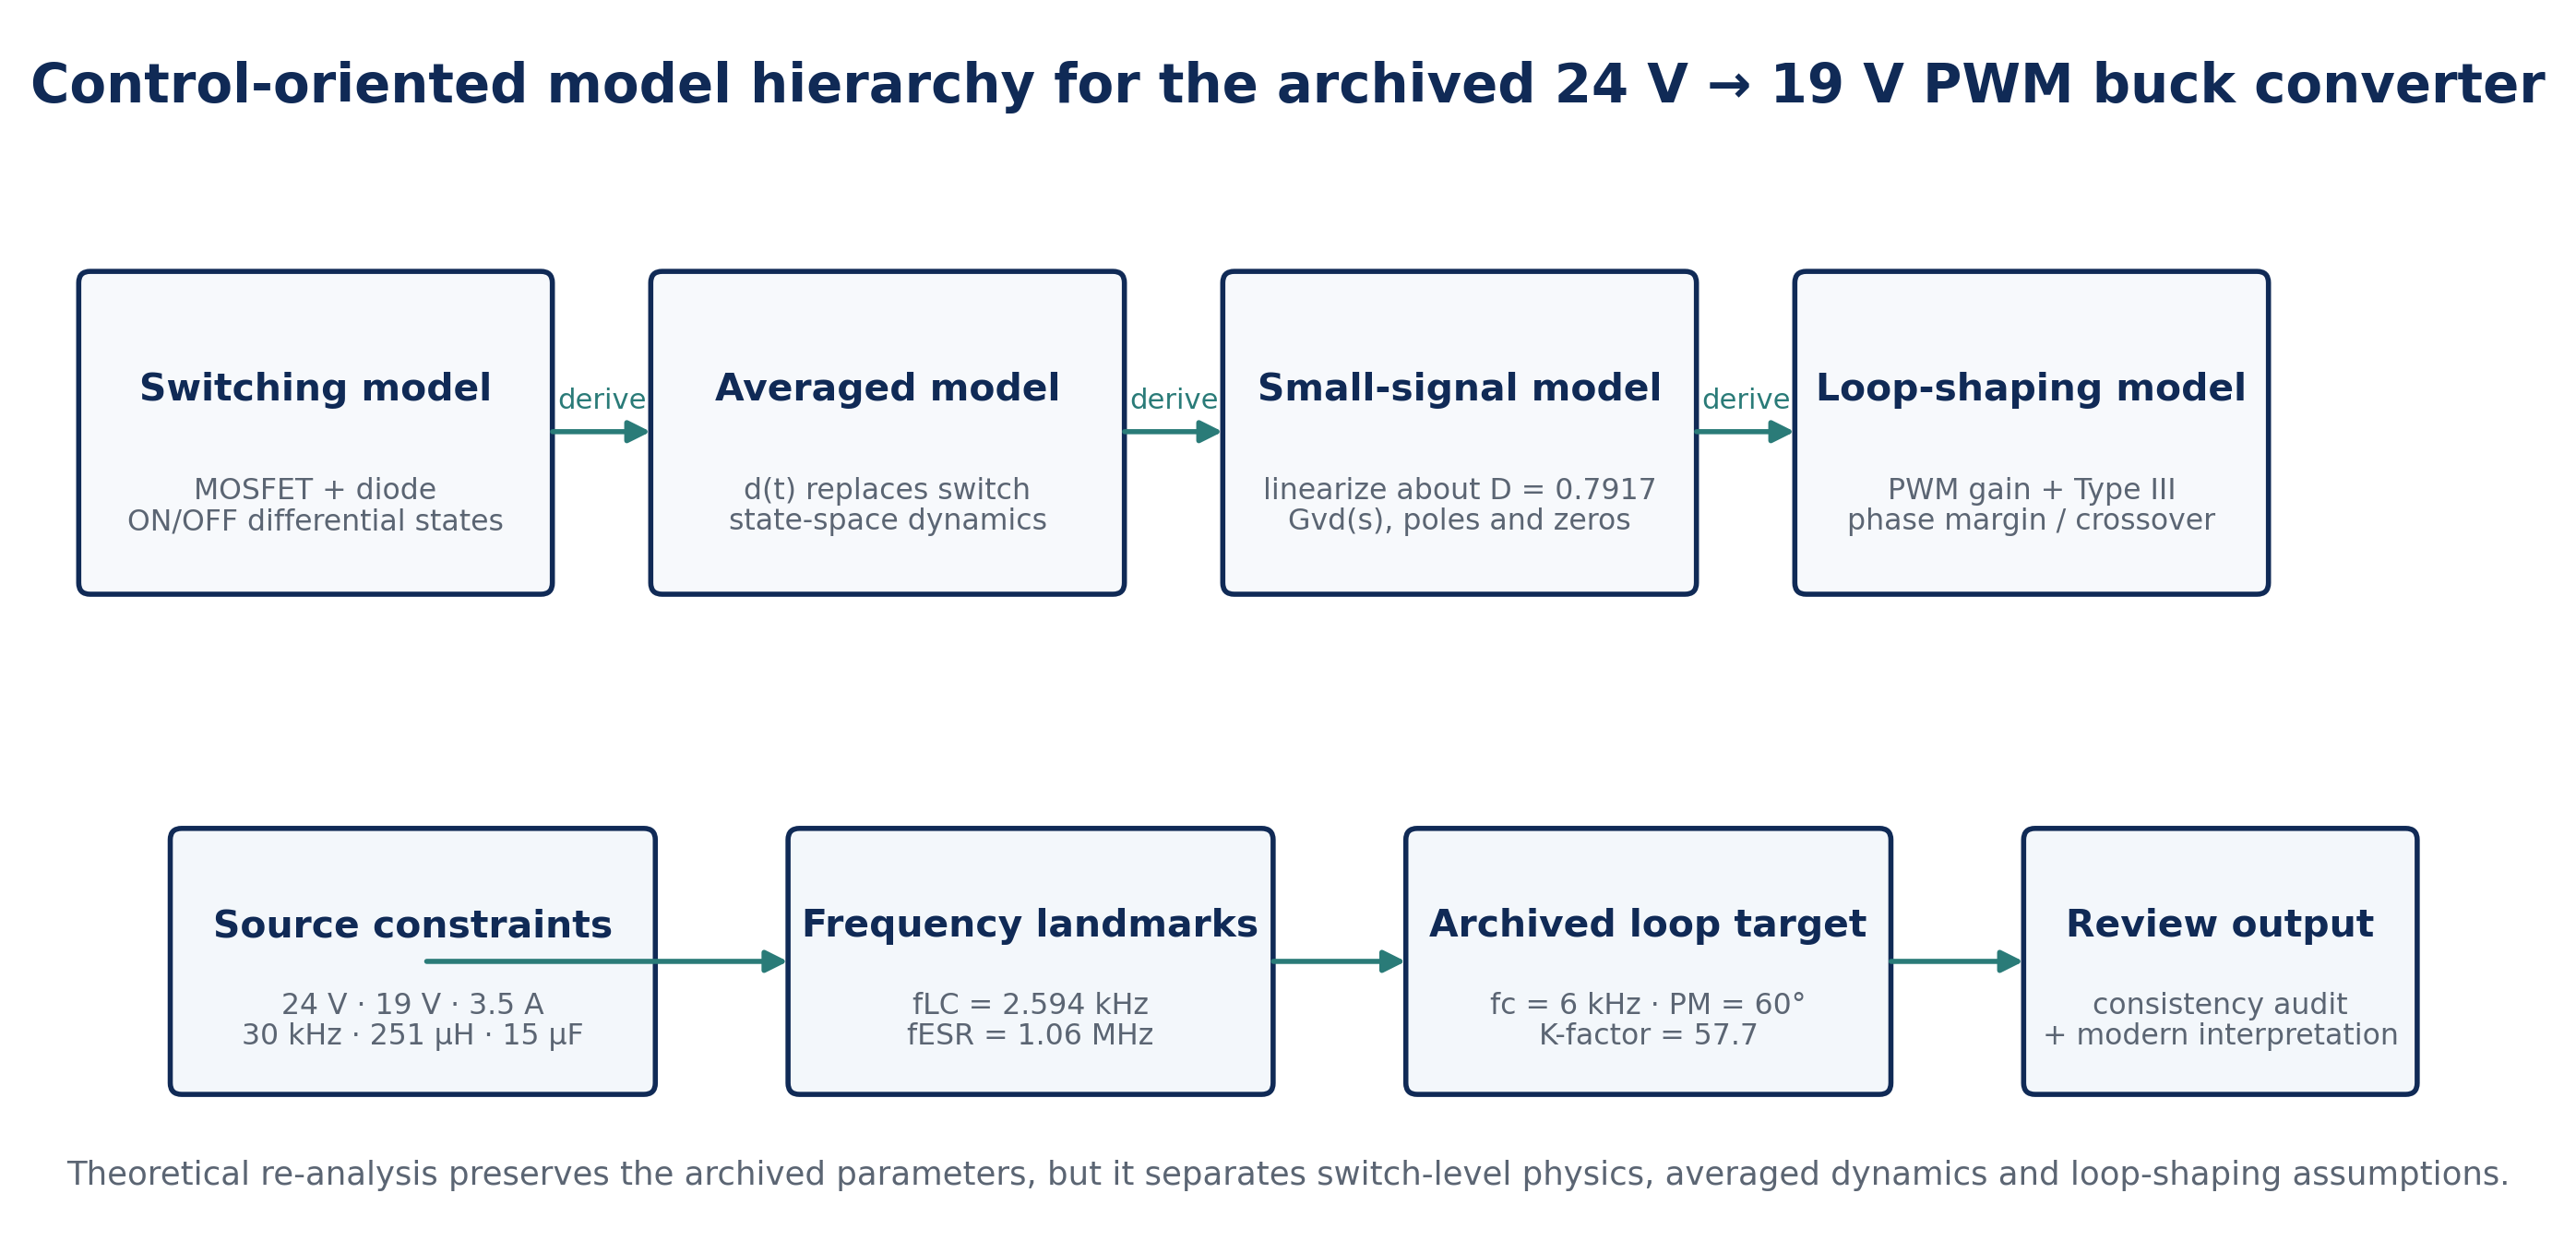 Control-oriented model hierarchy for the archived 24 V → 19 V PWM buck converter
Switching model
MOSFET + diode
ON/OFF differential states
derive
Averaged model
d(t) replaces switch
state-space dynamics
derive
Small-signal model
linearize about D = 0.7917
Gvd(s), poles and zeros
derive
Loop-shaping model
PWM gain + Type III
phase margin / crossover
Source constraints
24 V · 19 V · 3.5 A
30 kHz · 251 µH · 15 µF
Frequency landmarks
fLC = 2.594 kHz
fESR = 1.06 MHz
Archived loop target
fc = 6 kHz · PM = 60°
K-factor = 57.7
Review output
consistency audit
+ modern interpretation
Theoretical re-analysis preserves the archived parameters, but it separates switch-level physics, averaged dynamics and loop-shaping assumptions.